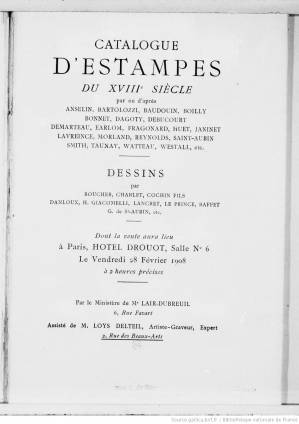 CATALOGUE
D'ESTAMPES
DU XVIIIᵉ SIÈCLE
par ou d'après
ANSELIN, BARTOLOZZI, BAUDOUIN, BOILLY
BONNET, DAGOTY, DEBUCOURT
DEMARTEAU, EARLOM, FRAGONARD, HUET, JANINET
LAVREINCE, MORLAND, REYNOLDS, SAINT-AUBIN
SMITH, TAUNAY, WATTEAU, WESTALL, etc.
DESSINS
par
BOUCHER, CHARLET, COCHIN FILS
DANLOUX, H. GIACOMELLI, LANCRET, LE PRINCE, RAFFET
G. de St-AUBIN, etc.
Dont la vente aura lieu
à Paris, HOTEL DROUOT, Salle Nº 6
Le Vendredi 28 Février 1908
à 2 heures précises
Par le Ministère de Mᵉ LAIR-DUBREUIL
6, Rue Favart
Assisté de M. LOYS DELTEIL, Artiste-Graveur, Expert
2, Rue des Beaux-Arts
Source gallica.bnf.fr / Bibliothèque nationale de France